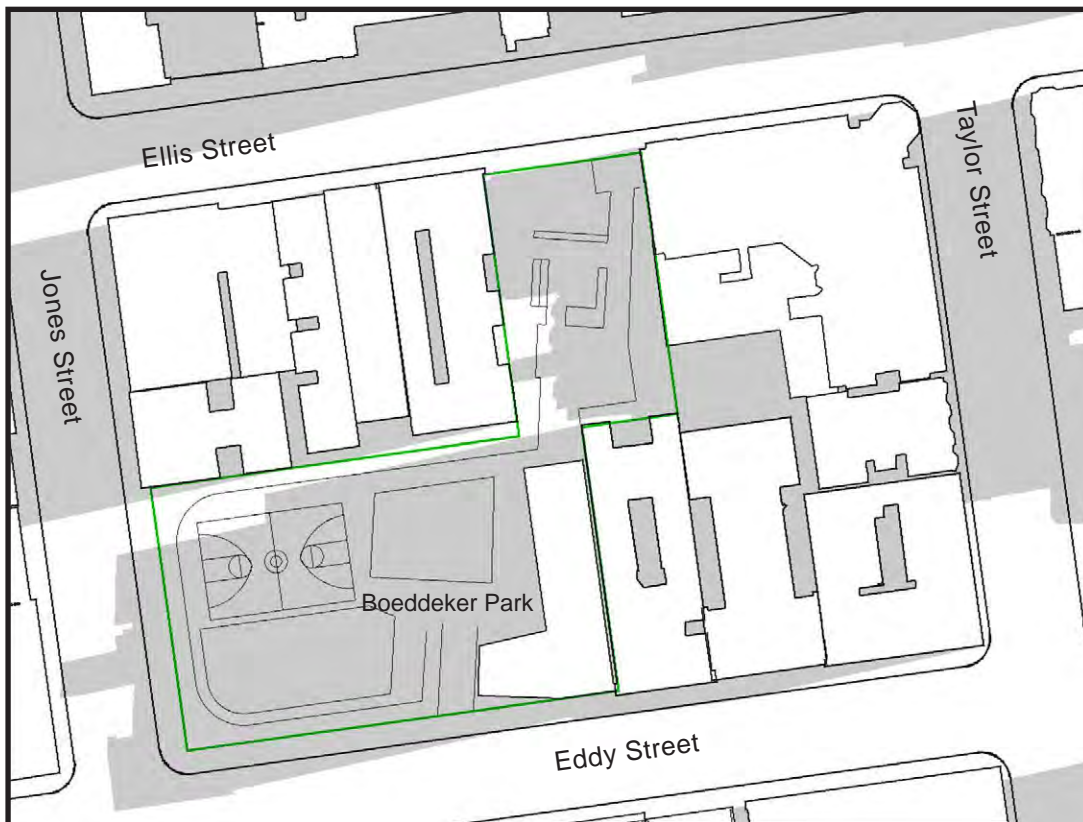 Ellis Street
Taylor Street
Jones Street
Boeddeker Park
Eddy Street